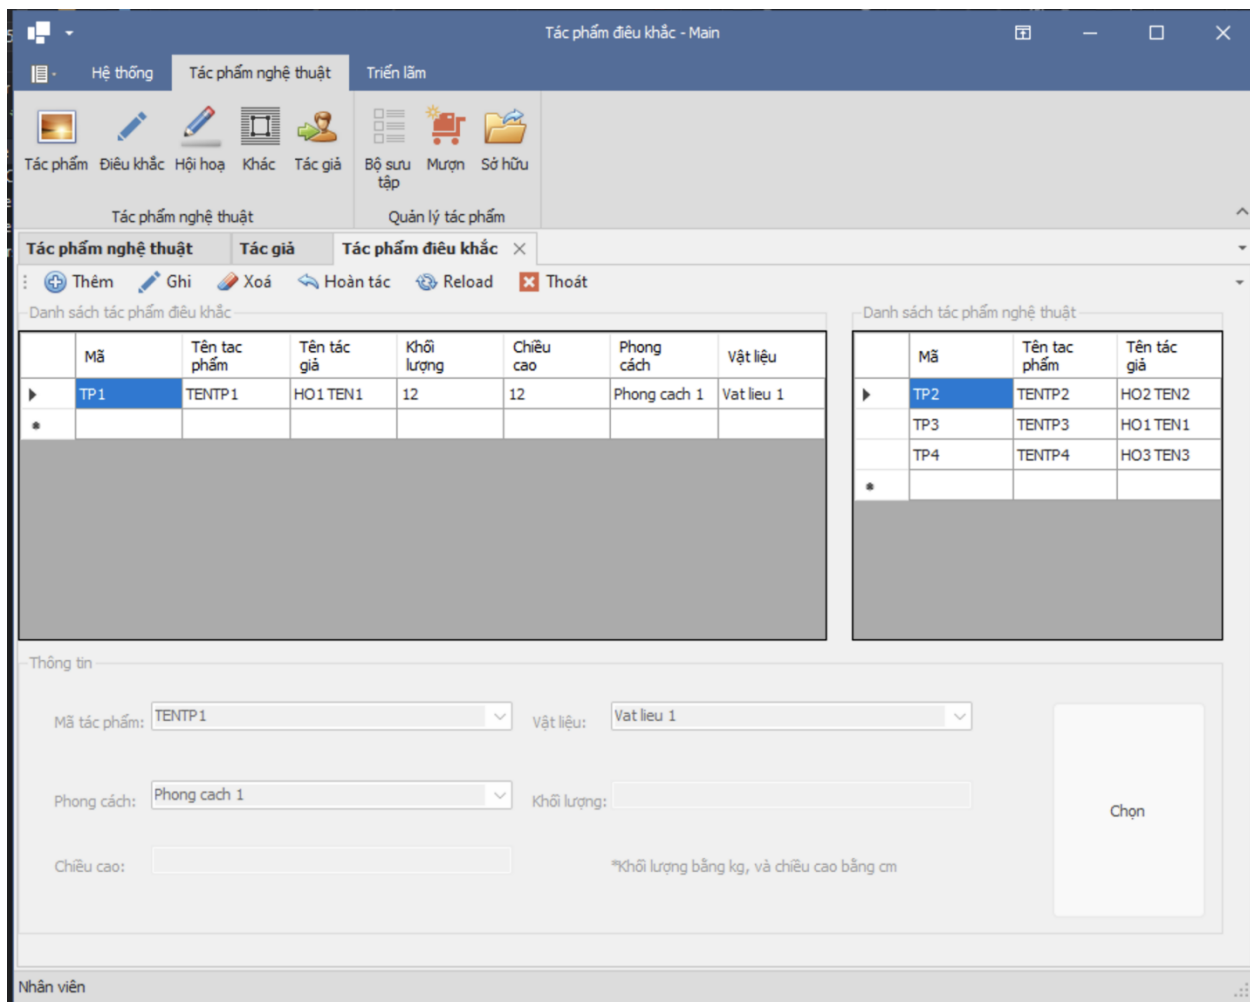 Tác phẩm điêu khắc - Main
Hệ thống Tác phẩm nghệ thuật Triển lãm
Tác phẩm Điêu khắc Hội hoạ Khác Tác giả Bộ sưu tập Mượn Sở hữu
Tác phẩm nghệ thuật Quản lý tác phẩm
Tác phẩm nghệ thuật Tác giả Tác phẩm điêu khắc
Thêm Ghi Xoá Hoàn tác Reload Thoát
Danh sách tác phẩm điêu khắc
Mã Tên tac phẩm Tên tác giả Khối lượng Chiều cao Phong cách Vật liệu
TP1 TENTP1 HO1 TEN1 12 12 Phong cach 1 Vat lieu 1
Danh sách tác phẩm nghệ thuật
Mã Tên tac phẩm Tên tác giả
TP2 TENTP2 HO2 TEN2
TP3 TENTP3 HO1 TEN1
TP4 TENTP4 HO3 TEN3
Thông tin
Mã tác phẩm: TENTP1 Vật liệu: Vat lieu 1
Phong cách: Phong cach 1 Khối lượng:
Chiều cao: *Khối lượng bằng kg, và chiều cao bằng cm
Chọn
Nhân viên